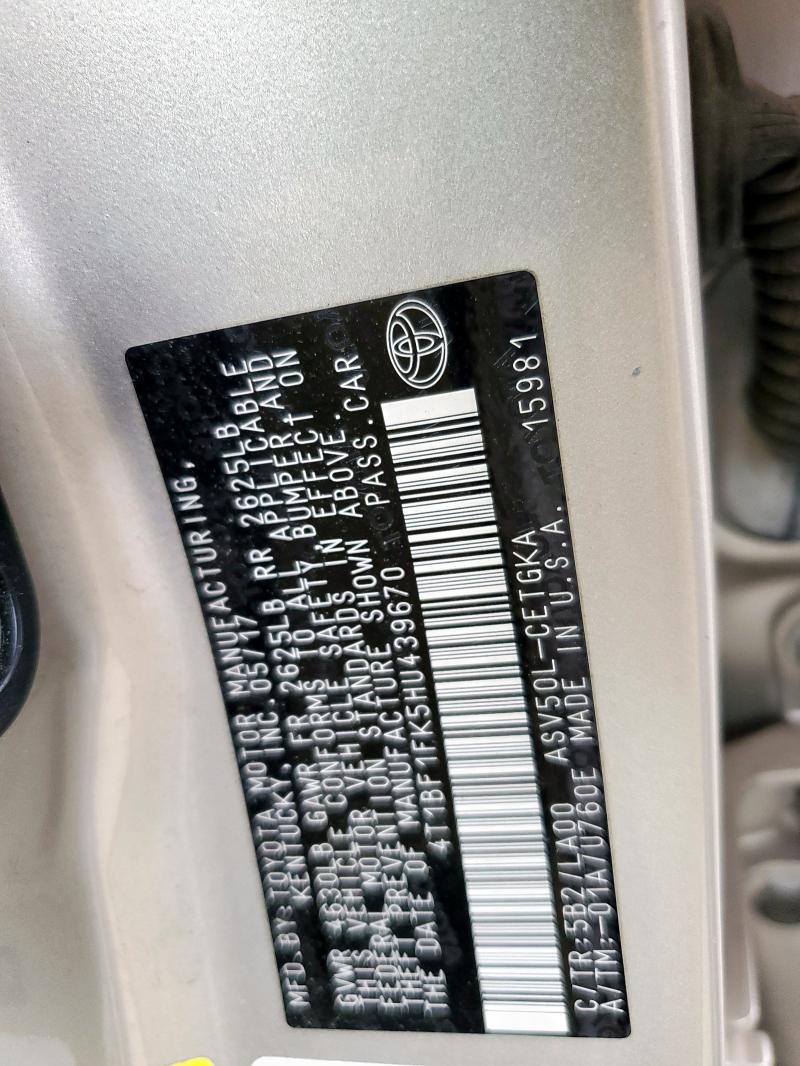 MFD.BY:TOYOTA MOTOR MANUFACTURING,
KENTUCKY, INC. 05/17
GVWR 4630LB GAWR FR 2625LB RR 2625LB
THIS VEHICLE CONFORMS TO ALL APPLICABLE
FEDERAL MOTOR VEHICLE SAFETY, BUMPER, AND
THEFT PREVENTION STANDARDS IN EFFECT ON
THE DATE OF MANUFACTURE SHOWN ABOVE.
4T1BF1FK5HU439670 PASS.CAR
C/TR:5B2/LA00 ASV50L-CETGKA 15981
A/TM:-01A/U760E MADE IN U.S.A.